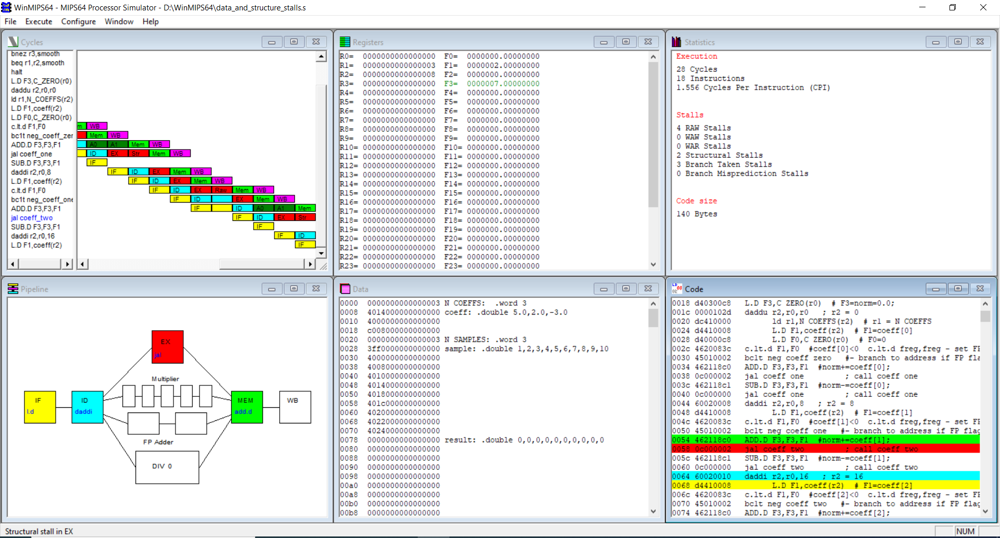 WinMIPS64 - MIPS64 Processor Simulator - D:\WinMIPS64\data_and_structure_stalls.s
File Execute Configure Window Help
Cycles
bnez r3,smooth
beq r1,r2,smooth
halt
L.D F3,C_ZERO(r0)
daddu r2,r0,r0
ld r1,N_COEFFS(r2)
L.D F1,coeff(r2)
L.D F0,C_ZERO(r0)
c.lt.d F1,F0
bc1t neg_coeff_zer
ADD.D F3,F3,F1
jal coeff_one
SUB.D F3,F3,F1
daddi r2,r0,8
L.D F1,coeff(r2)
c.lt.d F1,F0
bc1t neg_coeff_one
ADD.D F3,F3,F1
jal coeff_two
SUB.D F3,F3,F1
daddi r2,r0,16
L.D F1,coeff(r2)
m WB
Mem WB
A0 A1 Mem WB
ID EX Str Mem WB
IF
IF ID EX Mem WB
IF ID EX Mem WB
IF ID EX Raw Mem WB
IF ID EX Mem WB
IF ID A0 A1 Mem
IF ID EX Str
IF
IF ID
IF
Registers
R0= 0000000000000000 F0= 0000000.00000000
R1= 0000000000000003 F1= 0000002.00000000
R2= 0000000000000008 F2= 0000000.00000000
R3= 0000000000000000 F3= 0000007.00000000
R4= 0000000000000000 F4= 0000000.00000000
R5= 0000000000000000 F5= 0000000.00000000
R6= 0000000000000000 F6= 0000000.00000000
R7= 0000000000000000 F7= 0000000.00000000
R8= 0000000000000000 F8= 0000000.00000000
R9= 0000000000000000 F9= 0000000.00000000
R10= 0000000000000000 F10= 0000000.00000000
R11= 0000000000000000 F11= 0000000.00000000
R12= 0000000000000000 F12= 0000000.00000000
R13= 0000000000000000 F13= 0000000.00000000
R14= 0000000000000000 F14= 0000000.00000000
R15= 0000000000000000 F15= 0000000.00000000
R16= 0000000000000000 F16= 0000000.00000000
R17= 0000000000000000 F17= 0000000.00000000
R18= 0000000000000000 F18= 0000000.00000000
R19= 0000000000000000 F19= 0000000.00000000
R20= 0000000000000000 F20= 0000000.00000000
R21= 0000000000000000 F21= 0000000.00000000
R22= 0000000000000000 F22= 0000000.00000000
R23= 0000000000000000 F23= 0000000.00000000
Statistics
Execution
28 Cycles
18 Instructions
1.556 Cycles Per Instruction (CPI)
Stalls
4 RAW Stalls
0 WAW Stalls
0 WAR Stalls
2 Structural Stalls
3 Branch Taken Stalls
0 Branch Misprediction Stalls
Code size
140 Bytes
Pipeline
EX
jal
Multiplier
IF
l.d
ID
daddi
MEM
add.d
WB
FP Adder
DIV 0
Data
0000 0000000000000003 N COEFFS: .word 3
0008 4014000000000000 coeff: .double 5.0,2.0,-3.0
0010 4000000000000000
0018 c008000000000000
0020 0000000000000003 N SAMPLES: .word 3
0028 3ff0000000000000 sample: .double 1,2,3,4,5,6,7,8,9,10
0030 4000000000000000
0038 4008000000000000
0040 4010000000000000
0048 4014000000000000
0050 4018000000000000
0058 401c000000000000
0060 4020000000000000
0068 4022000000000000
0070 4024000000000000
0078 0000000000000000 result: .double 0,0,0,0,0,0,0,0,0,0
0080 0000000000000000
0088 0000000000000000
0090 0000000000000000
0098 0000000000000000
00a0 0000000000000000
00a8 0000000000000000
00b0 0000000000000000
00b8 0000000000000000
Code
0018 d40300c8 L.D F3,C ZERO(r0) # F3=norm=0.0;
001c 0000102d daddu r2,r0,r0 ; r2 = 0
0020 dc410000 ld r1,N COEFFS(r2) # r1 = N COEFFS
0024 d4410008 L.D F1,coeff(r2) # F1=coeff[0]
0028 d40000c8 L.D F0,C ZERO(r0) # F0=0
002c 4620083c c.lt.d F1,F0 #coeff[0]<0 c.lt.d freg,freg - set FP
0030 45010002 bc1t neg coeff zero #- branch to address if FP fla
0034 462118c0 ADD.D F3,F3,F1 #norm+=coeff[0];
0038 0c000002 jal coeff one ; call coeff one
003c 462118c1 SUB.D F3,F3,F1 #norm-=coeff[0];
0040 0c000000 jal coeff one ; call coeff one
0044 60020008 daddi r2,r0,8 ; r2 = 8
0048 d4410008 L.D F1,coeff(r2) # F1=coeff[1]
004c 4620083c c.lt.d F1,F0 #coeff[1]<0 c.lt.d freg,freg - set FP
0050 45010002 bc1t neg coeff one #- branch to address if FP flag
0054 462118c0 ADD.D F3,F3,F1 #norm+=coeff[1];
0058 0c000002 jal coeff two ; call coeff two
005c 462118c1 SUB.D F3,F3,F1 #norm-=coeff[1];
0060 0c000000 jal coeff two ; call coeff two
0064 60020010 daddi r2,r0,16 ; r2 = 16
0068 d4410008 L.D F1,coeff(r2) # F1=coeff[2]
006c 4620083c c.lt.d F1,F0 #coeff[2]<0 c.lt.d freg,freg - set FP
0070 45010002 bc1t neg coeff two #- branch to address if FP flag
0074 462118c0 ADD.D F3,F3,F1 #norm+=coeff[2];
Structural stall in EX
NUM